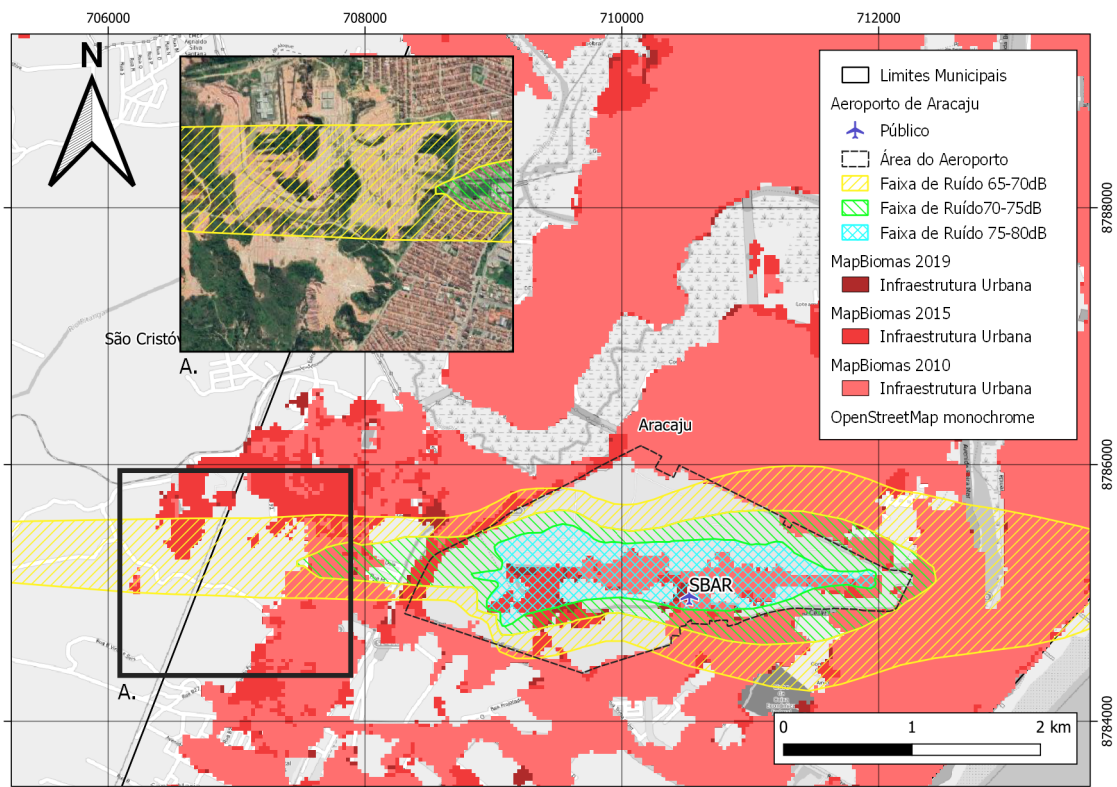 706000
708000
710000
712000
N
Limites Municipais
Aeroporto de Aracaju
Público
Área do Aeroporto
Faixa de Ruído 65-70dB
Faixa de Ruído70-75dB
Faixa de Ruído 75-80dB
MapBiomas 2019
Infraestrutura Urbana
MapBiomas 2015
Infraestrutura Urbana
MapBiomas 2010
Infraestrutura Urbana
OpenStreetMap monochrome
8788000
São Cristóv
A.
Aracaju
8786000
SBAR
A.
0
1
2 km
8784000